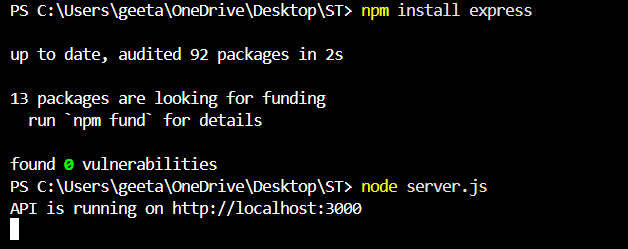 PS C:\Users\geeta\OneDrive\Desktop\ST> npm install express
up to date, audited 92 packages in 2s
13 packages are looking for funding
  run `npm fund` for details
found 0 vulnerabilities
PS C:\Users\geeta\OneDrive\Desktop\ST> node server.js
API is running on http://localhost:3000